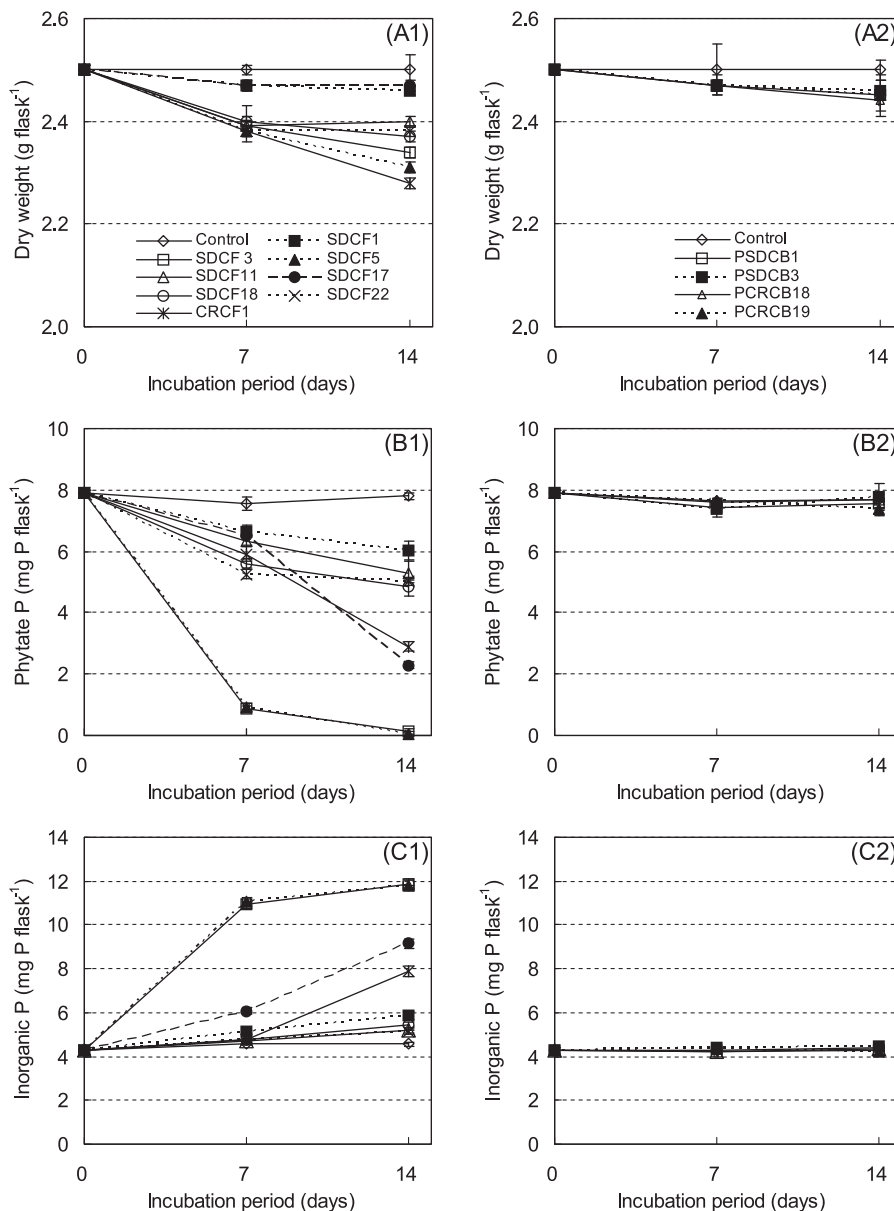 (A1)
Dry weight (g flask⁻¹)
2.6
2.4
2.2
2.0
Control
SDCF1
SDCF 3
SDCF5
SDCF11
SDCF17
SDCF18
SDCF22
CRCF1
0
7
14
Incubation period (days)
(A2)
Dry weight (g flask⁻¹)
2.6
2.4
2.2
2.0
Control
PSDCB1
PSDCB3
PCRCB18
PCRCB19
0
7
14
Incubation period (days)
(B1)
Phytate P (mg P flask⁻¹)
10
8
6
4
2
0
0
7
14
Incubation period (days)
(B2)
Phytate P (mg P flask⁻¹)
10
8
6
4
2
0
0
7
14
Incubation period (days)
(C1)
Inorganic P (mg P flask⁻¹)
14
12
10
8
6
4
2
0
0
7
14
Incubation period (days)
(C2)
Inorganic P (mg P flask⁻¹)
14
12
10
8
6
4
2
0
0
7
14
Incubation period (days)